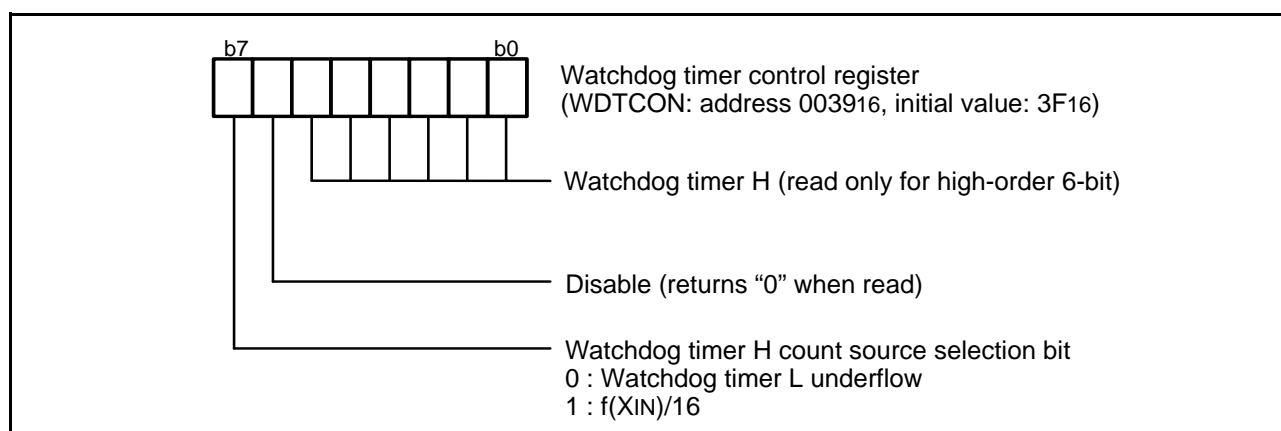 b7 b0
Watchdog timer control register
(WDTCON: address 003916, initial value: 3F16)
Watchdog timer H (read only for high-order 6-bit)
Disable (returns “0” when read)
Watchdog timer H count source selection bit
0 : Watchdog timer L underflow
1 : f(XIN)/16